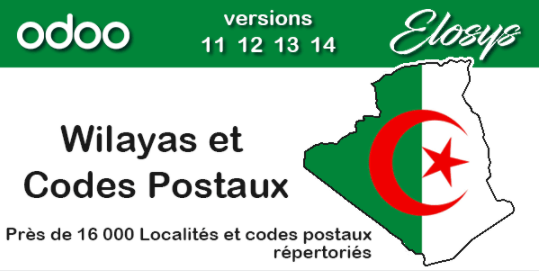 odoo
versions
11 12 13 14
Elosys
Wilayas et
Codes Postaux
Près de 16 000 Localités et codes postaux
répertoriés